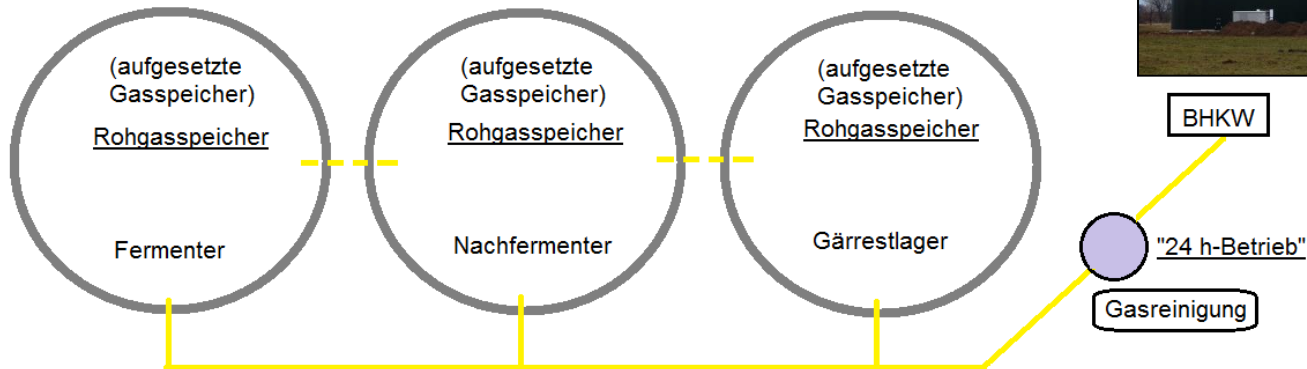 (aufgesetzte
Gasspeicher)
Rohgasspeicher
Fermenter
(aufgesetzte
Gasspeicher)
Rohgasspeicher
Nachfermenter
(aufgesetzte
Gasspeicher)
Rohgasspeicher
Gärrestlager
BHKW
"24 h-Betrieb"
Gasreinigung